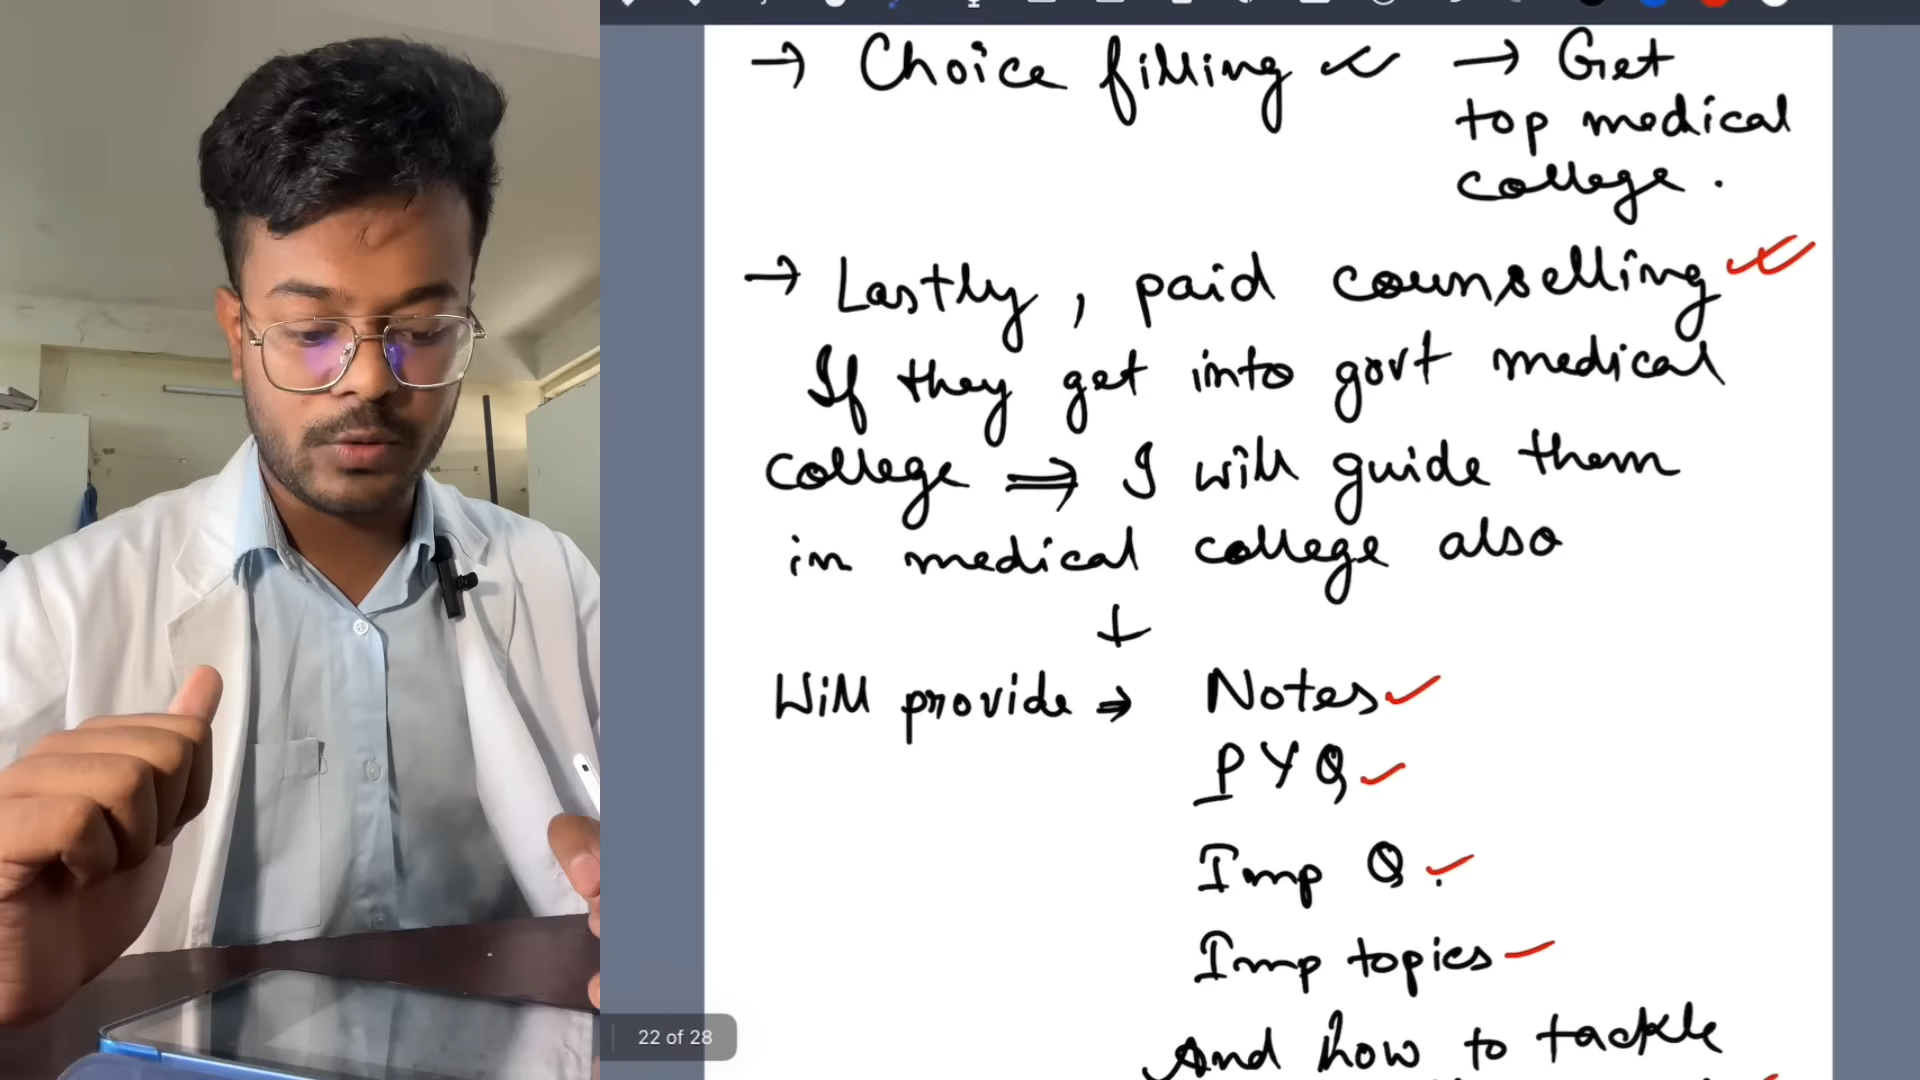 → Choice filling → Get
top medical
college.
→ Lastly, paid counselling
If they get into govt medical
college ⇒ I will guide them
in medical college also
+
Will provide ⇒ Notes
PYQ
Imp Q.
Imp topics
And how to tackle
22 of 28